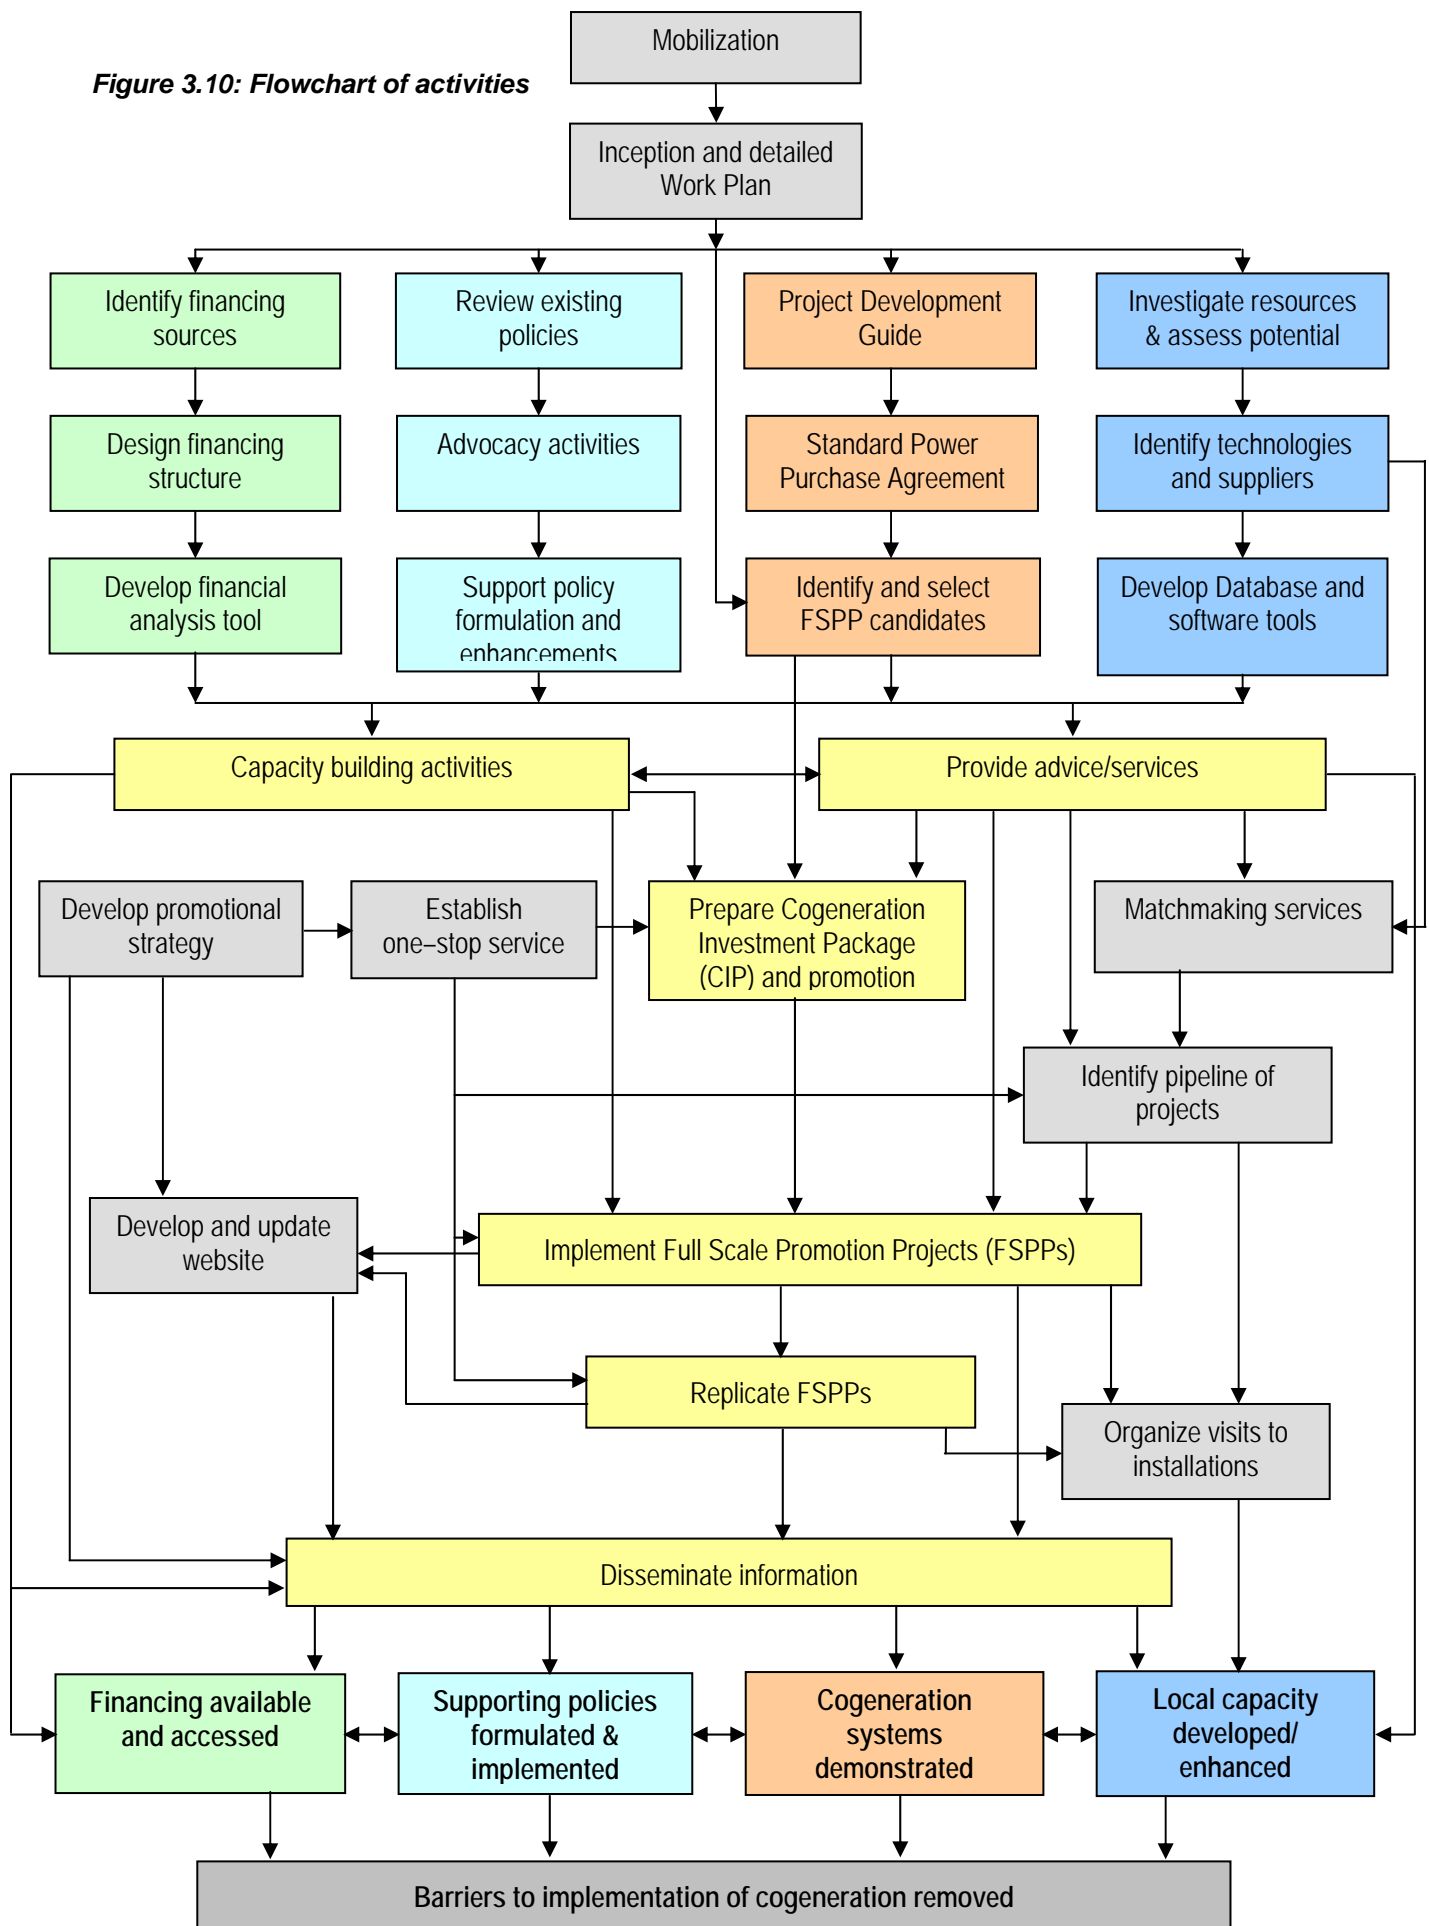 Mobilization
Figure 3.10: Flowchart of activities
Inception and detailed
Work Plan
Identify financing
sources
Review existing
policies
Project Development
Guide
Investigate resources
& assess potential
Design financing
structure
Advocacy activities
Standard Power
Purchase Agreement
Identify technologies
and suppliers
Develop financial
analysis tool
Support policy
formulation and
enhancements
Identify and select
FSPP candidates
Develop Database and
software tools
Capacity building activities
Provide advice/services
Develop promotional
strategy
Establish
one–stop service
Prepare Cogeneration
Investment Package
(CIP) and promotion
Matchmaking services
Identify pipeline of
projects
Develop and update
website
Implement Full Scale Promotion Projects (FSPPs)
Replicate FSPPs
Organize visits to
installations
Disseminate information
Financing available
and accessed
Supporting policies
formulated &
implemented
Cogeneration
systems
demonstrated
Local capacity
developed/
enhanced
Barriers to implementation of cogeneration removed